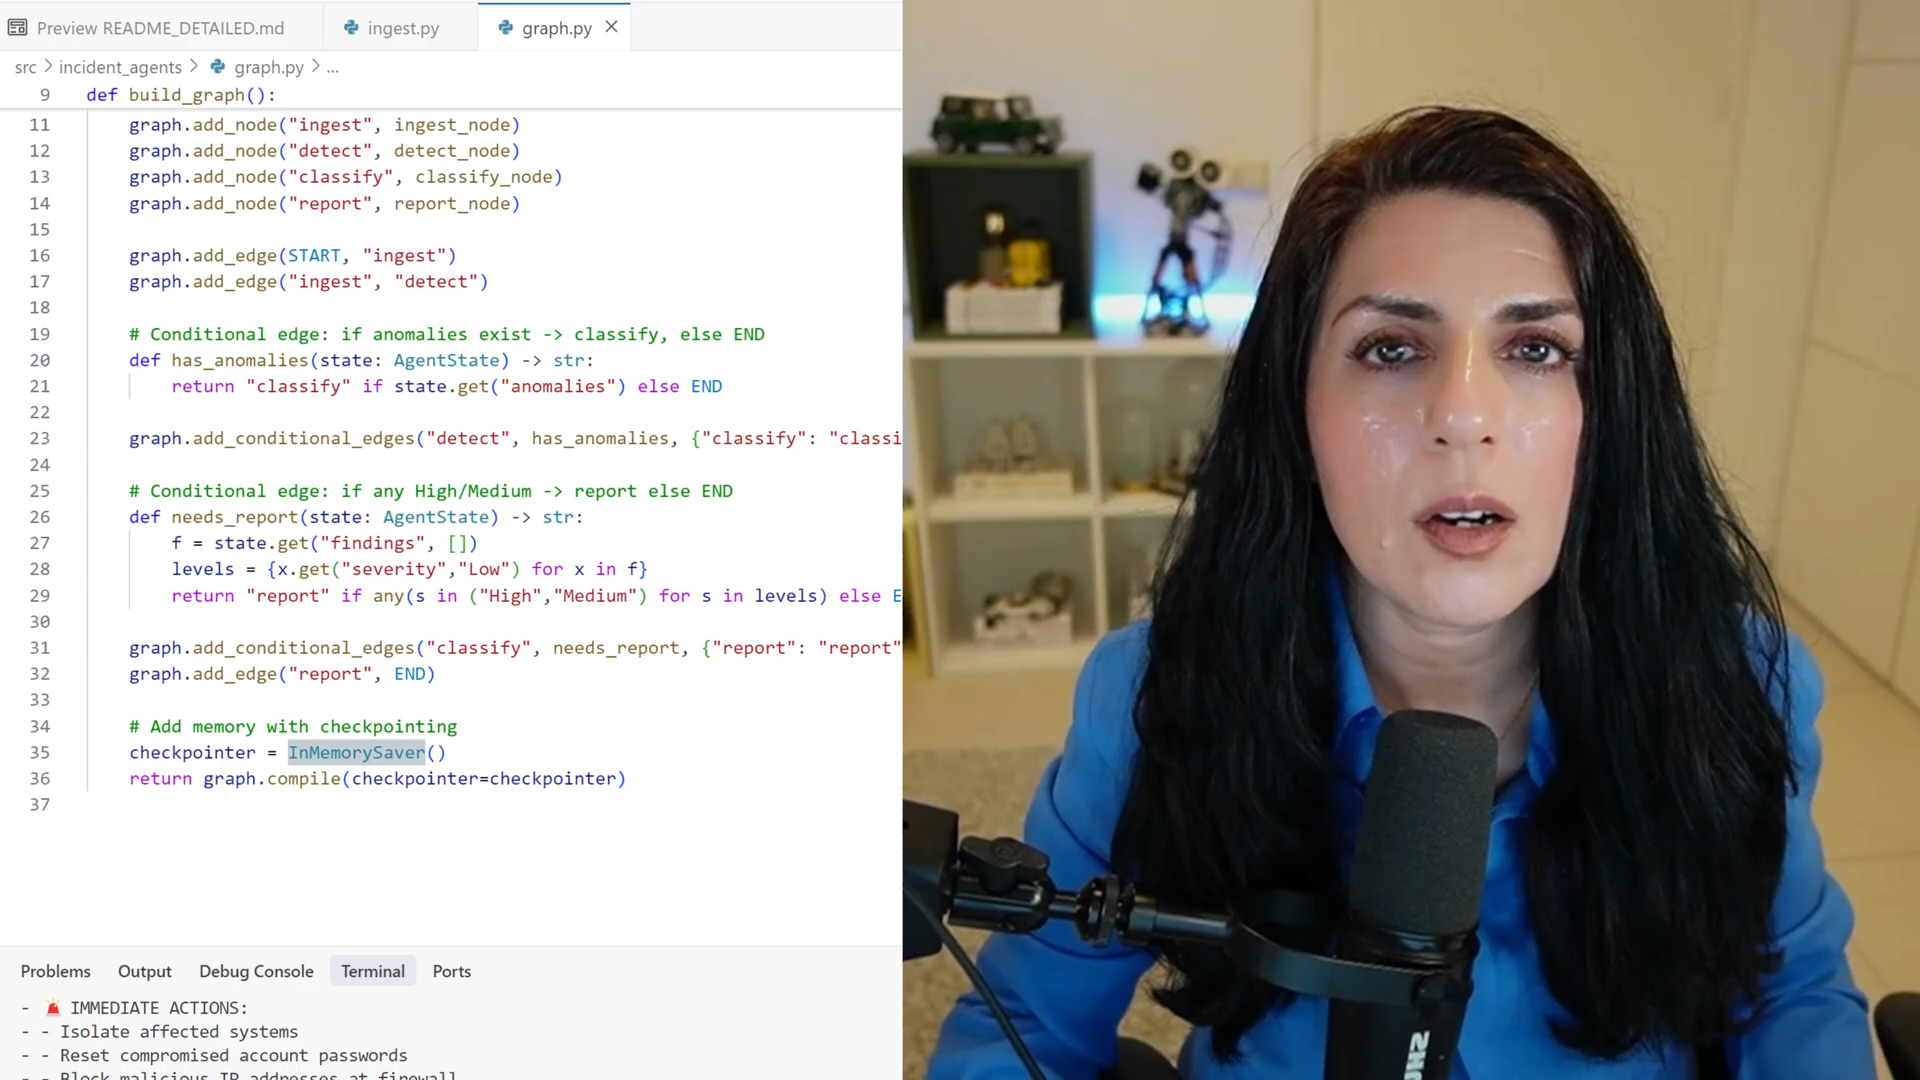 Preview README_DETAILED.md
ingest.py
graph.py
src > incident_agents > graph.py > ...
9 def build_graph():
11 graph.add_node("ingest", ingest_node)
12 graph.add_node("detect", detect_node)
13 graph.add_node("classify", classify_node)
14 graph.add_node("report", report_node)
15
16 graph.add_edge(START, "ingest")
17 graph.add_edge("ingest", "detect")
18
19 # Conditional edge: if anomalies exist -> classify, else END
20 def has_anomalies(state: AgentState) -> str:
21 return "classify" if state.get("anomalies") else END
22
23 graph.add_conditional_edges("detect", has_anomalies, {"classify": "classi
24
25 # Conditional edge: if any High/Medium -> report else END
26 def needs_report(state: AgentState) -> str:
27 f = state.get("findings", [])
28 levels = {x.get("severity","Low") for x in f}
29 return "report" if any(s in ("High","Medium") for s in levels) else E
30
31 graph.add_conditional_edges("classify", needs_report, {"report": "report"
32 graph.add_edge("report", END)
33
34 # Add memory with checkpointing
35 checkpointer = InMemorySaver()
36 return graph.compile(checkpointer=checkpointer)
37
Problems Output Debug Console Terminal Ports
- 🚨 IMMEDIATE ACTIONS:
- - Isolate affected systems
- - Reset compromised account passwords
- - Block malicious IP addresses at firewall